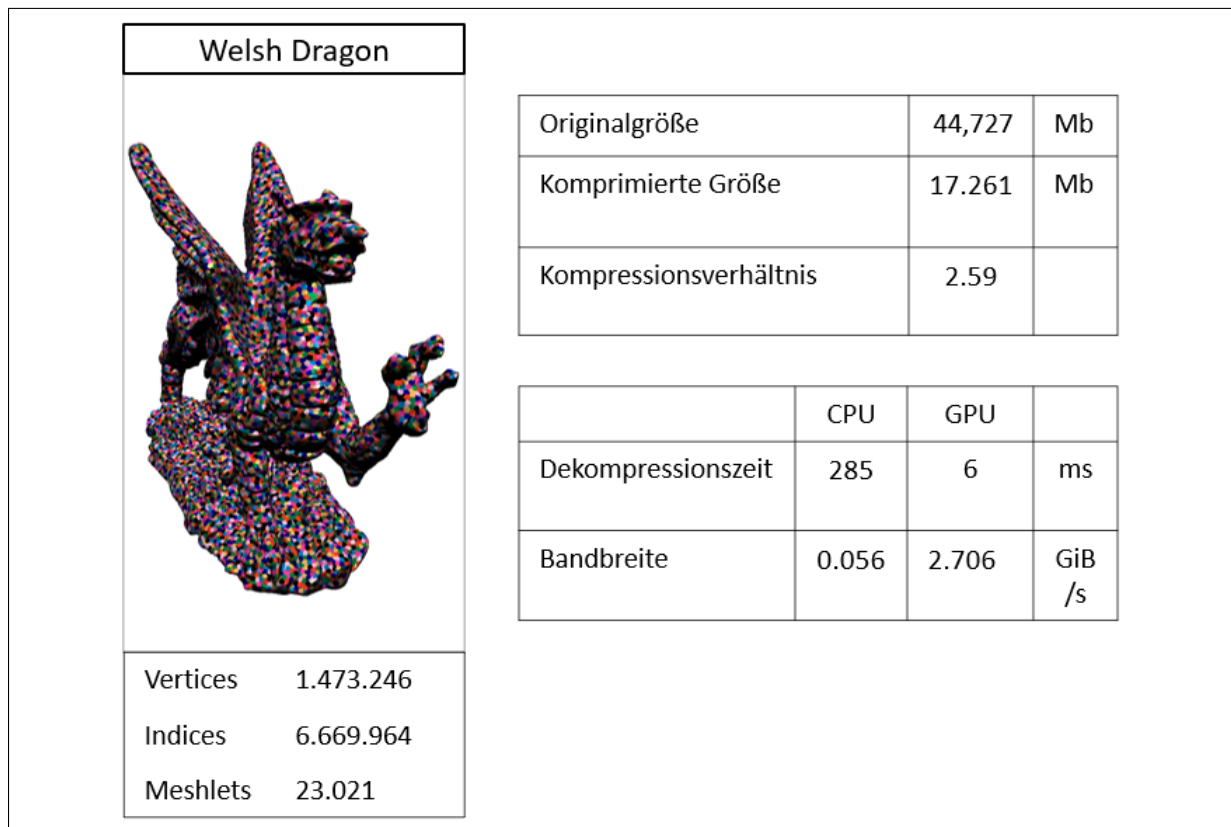 Welsh Dragon
Originalgröße 44,727 Mb
Komprimierte Größe 17.261 Mb
Kompressionsverhältnis 2.59
CPU GPU
Dekompressionszeit 285 6 ms
Bandbreite 0.056 2.706 GiB
/s
Vertices 1.473.246
Indices 6.669.964
Meshlets 23.021